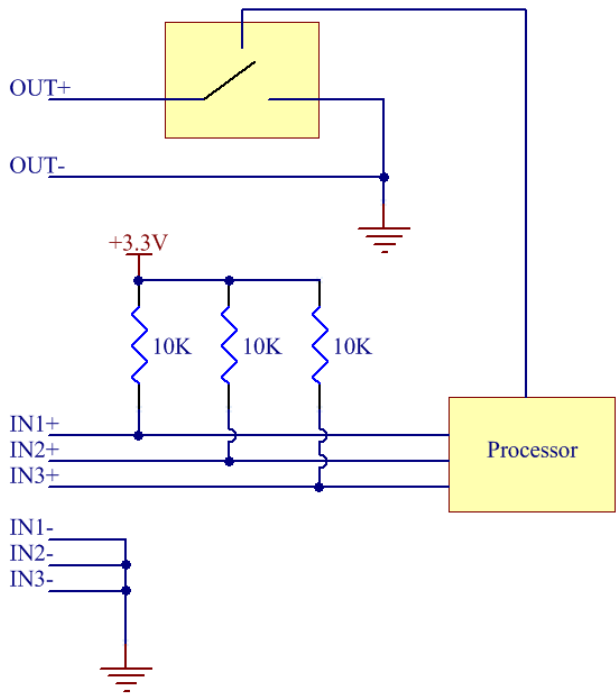 OUT+
OUT-
+3.3V
10K 10K 10K
IN1+
IN2+
IN3+
Processor
IN1-
IN2-
IN3-